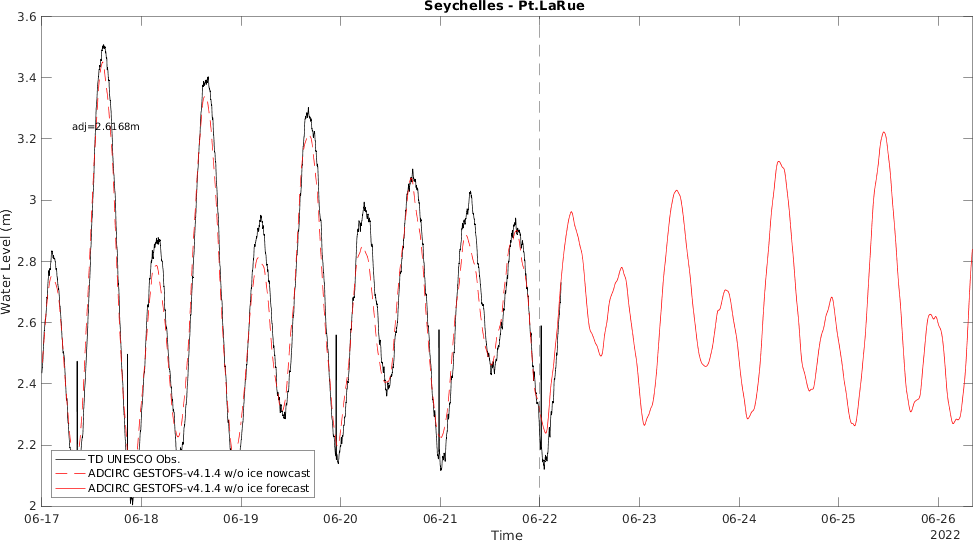 Seychelles - Pt.LaRue
3.6
3.4
adj=2.6168m
3.2
3
2.8
2.6
2.4
2.2
2
Water Level (m)
TD UNESCO Obs.
ADCIRC GESTOFS-v4.1.4 w/o ice nowcast
ADCIRC GESTOFS-v4.1.4 w/o ice forecast
06-17 06-18 06-19 06-20 06-21 06-22 06-23 06-24 06-25 06-26
Time
2022